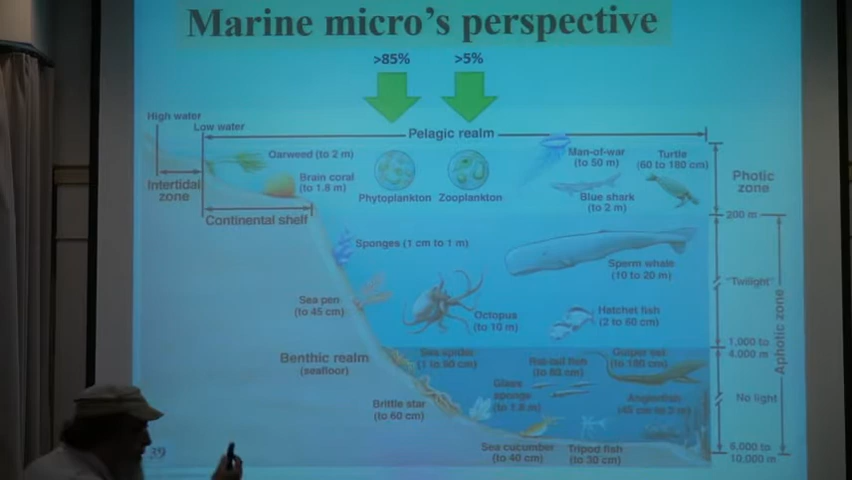 Marine micro's perspective
>85%
>5%
High water
Low water
Pelagic realm
Oarweed (to 2 m)
Brain coral
(to 1.8 m)
Phytoplankton
Zooplankton
Man-of-war
(to 50 m)
Turtle
(60 to 180 cm)
Blue shark
(to 2 m)
Photic
zone
Intertidal
zone
Continental shelf
200 m
Sponges (1 cm to 1 m)
Sperm whale
(10 to 20 m)
"Twilight"
Sea pen
(to 45 cm)
Octopus
(to 10 m)
Hatchet fish
(2 to 60 cm)
Aphotic zone
1,000 to
4,000 m
Benthic realm
(seafloor)
Sea spider
(1 to 90 cm)
Rat-tail fish
(to 80 cm)
Gulper eel
(to 180 cm)
Glass
sponge
(to 1.8 m)
Anglerfish
(45 cm to 2 m)
No light
Brittle star
(to 60 cm)
Sea cucumber
(to 40 cm)
Tripod fish
(to 30 cm)
6,000 to
10,000 m
39